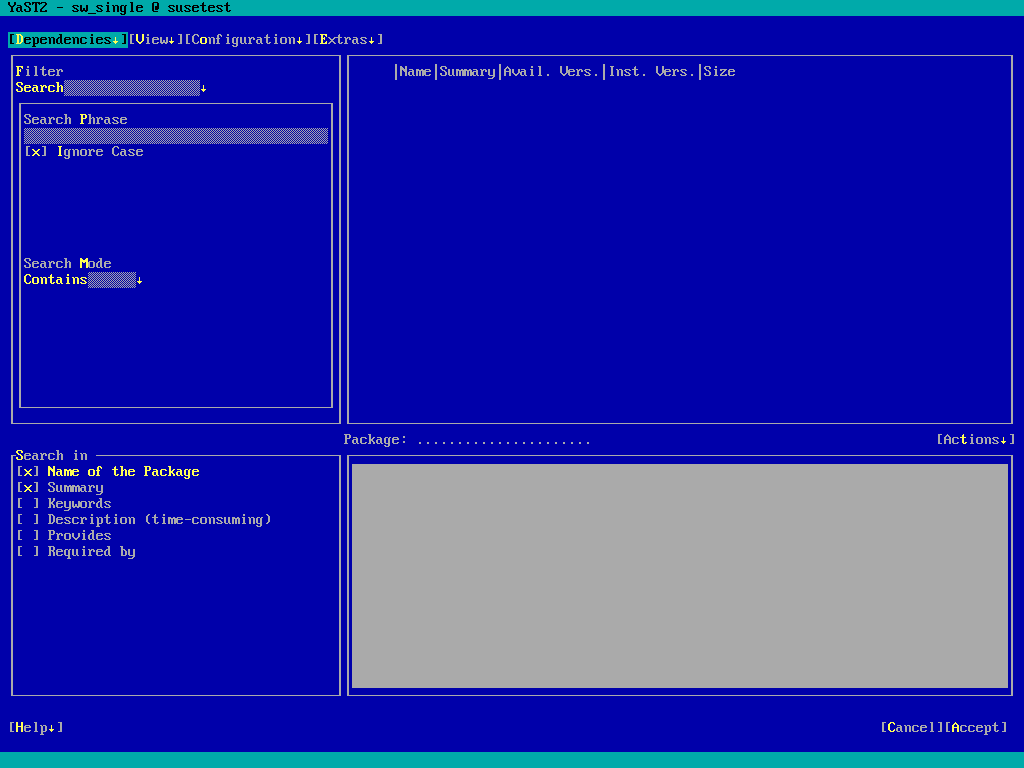 YaST2 - sw_single @ susetest
[Dependencies↓][View↓][Configuration↓][Extras↓]
Filter
Search↓
Search Phrase
[x] Ignore Case
Search Mode
Contains↓
|Name|Summary|Avail. Vers.|Inst. Vers.|Size
Package: ......................
[Actions↓]
Search in
[x] Name of the Package
[x] Summary
[ ] Keywords
[ ] Description (time-consuming)
[ ] Provides
[ ] Required by
[Help↓]
[Cancel][Accept]